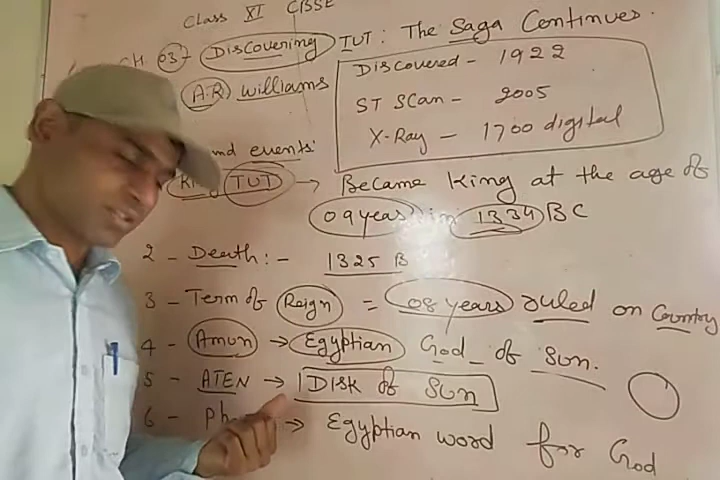 Class XI CBSE
CH 03- Discovering TUT: The Saga Continues.
A.R. Williams
Discovered - 1922
ST SCan - 2005
X-Ray - 1700 digital
and events:
King TUT → Became King at the age of
09 years in 1334 BC
2 - Death:- 1325 B
3 - Term of Reign = 08 years ruled on Country
4 - Amun → Egyptian God of Sun.
5 - ATEN → DISK of SUN
6 - Ph → Egyptian word for God